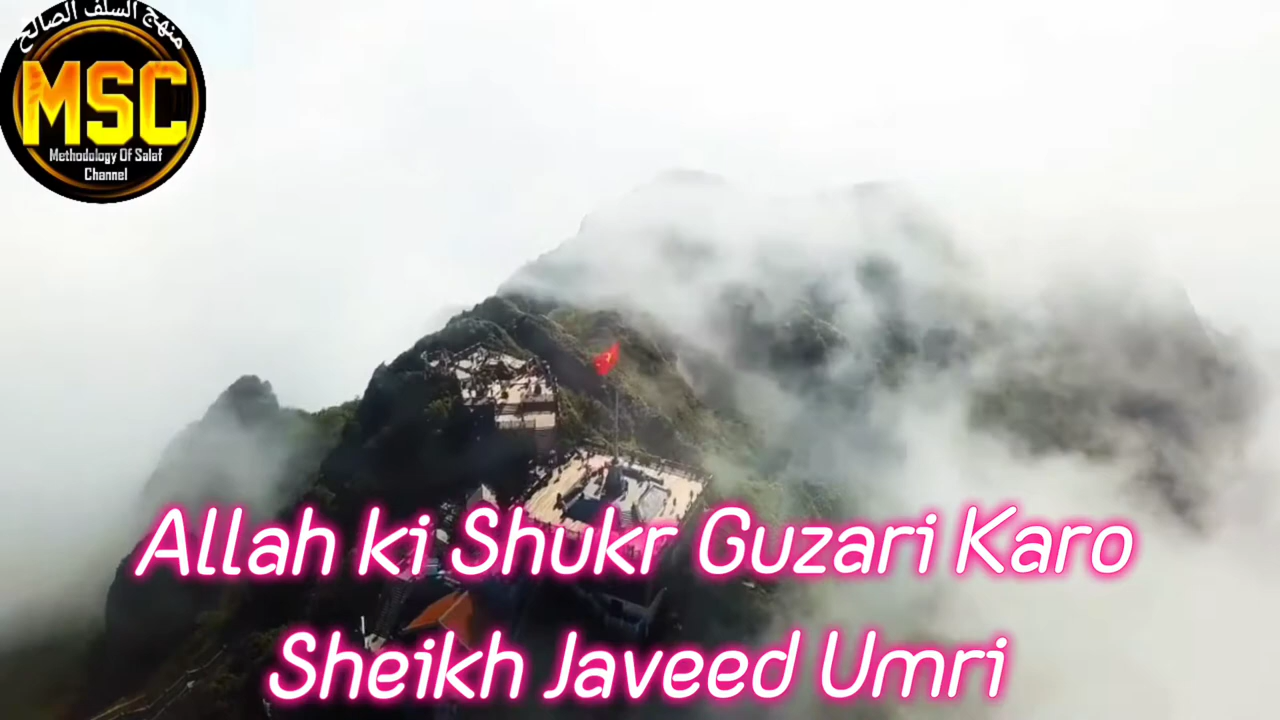 منهج السلف الصالح
MSC
Methodology Of Salaf
Channel
Allah ki Shukr Guzari Karo
Sheikh Javeed Umri